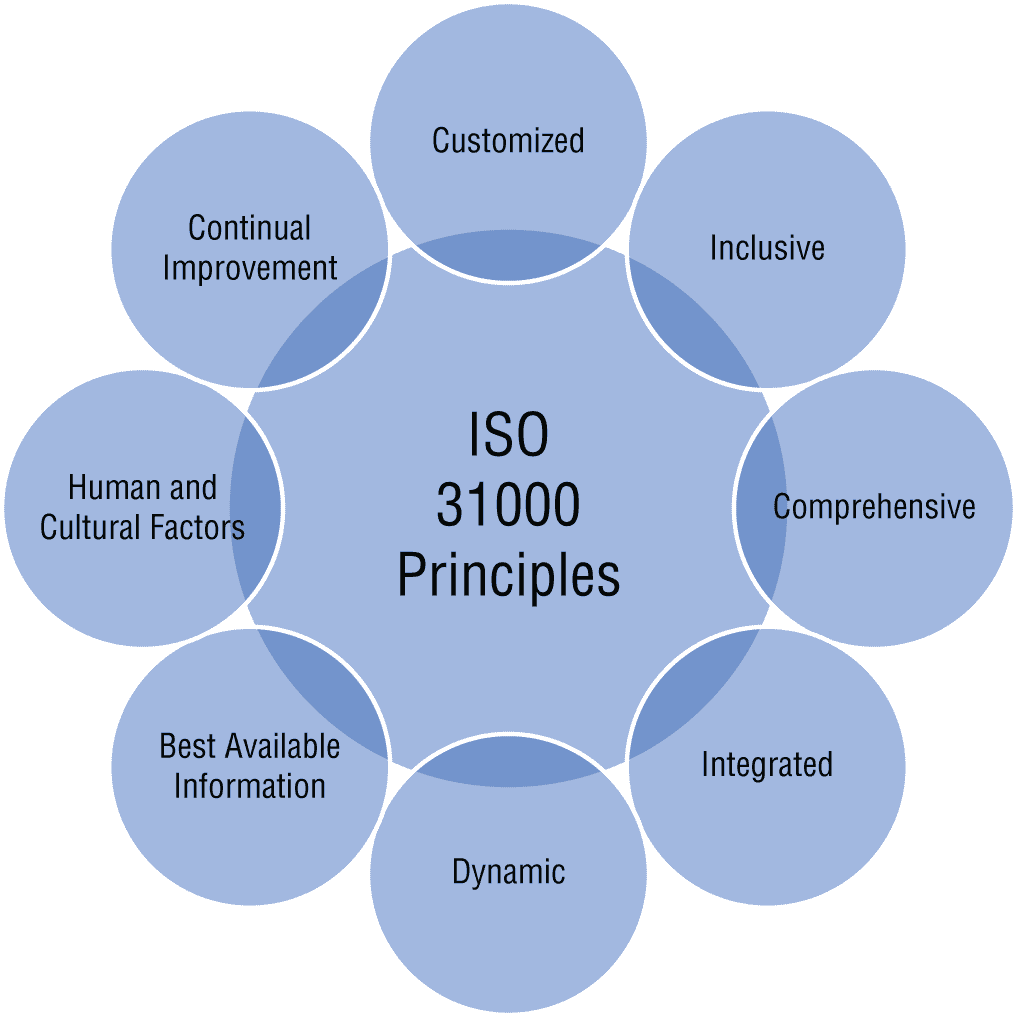 Customized
Inclusive
Comprehensive
Integrated
Dynamic
Best Available
Information
Human and
Cultural Factors
Continual
Improvement
ISO
31000
Principles